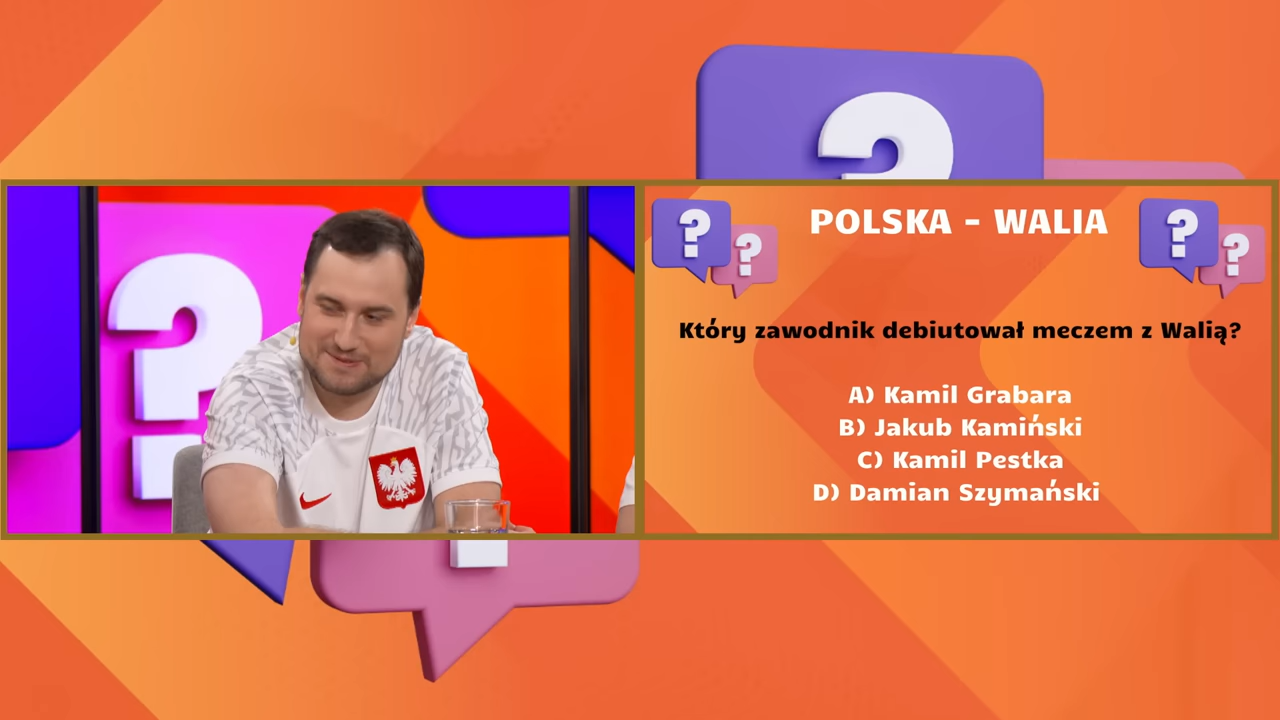 POLSKA - WALIA
Który zawodnik debiutował meczem z Walią?
A) Kamil Grabara
B) Jakub Kamiński
C) Kamil Pestka
D) Damian Szymański